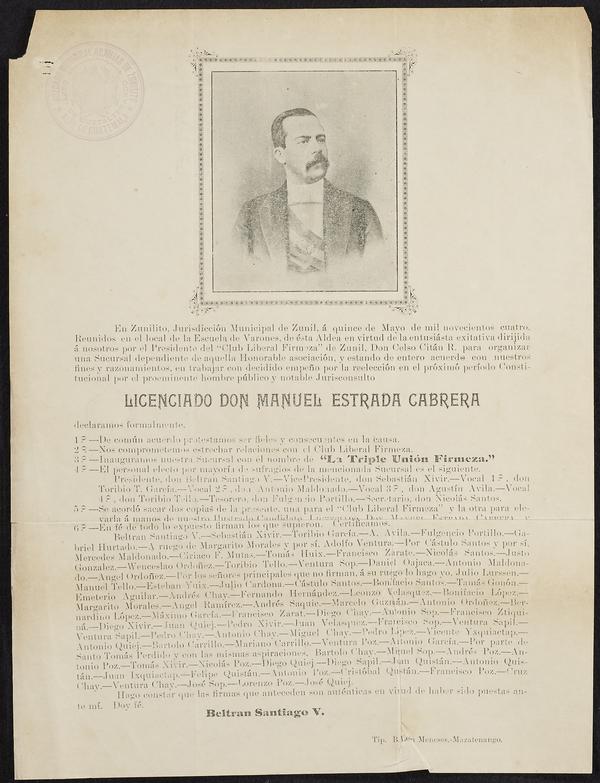 En Zunilito, Jurisdicción Municipal de Zunil, á quince de Mayo de mil novecientos cuatro.
Reunidos en el local de la Escuela de Varones, de ésta Aldea en virtud de la entusiásta exitativa dirijida
á nosotros por el Presidente del "Club Liberal Firmeza" de Zunil, Don Celso Citán R. para organizar
una Sucursal dependiente de aquella Honorable asociación, y estando de entero acuerdo con nuestros
fines y razonamientos, en trabajar con decidido empeño por la reelección en el próximó período Consti-
tucional por el proeminente hombre público y notable Jurisconsulto
LICENCIADO DON MANUEL ESTRADA CABRERA
declaramos formalmente.
1º—De común acuerdo protestamos ser fieles y consecuentes en la causa.
2º—Nos comprometemos estrechar relaciones con el Club Liberal Firmeza.
3º—Inauguramos nuestra Sucursal con el nombre de "La Triple Unión Firmeza."
4º—El personal electo por mayoría de sufragios de la mencionada Sucursal es el siguiente.
Presidente, don Beltran Santiago V.—VicePresidente, don Sebastián Xivir.—Vocal 1º, don
Toribio T. García.—Vocal 2º, don Antonio Maldonado.—Vocal 3º, don Agustín Avila.—Vocal
4º, don Toribio Tello.—Tesorero, don Fulgencio Portillo.—Secretario, don Nicolás Santos.
5º—Se acordó sacar dos copias de la presente, una para el "Club Liberal Firmeza" y la otra para ele-
varla á manos de nuestro Ilustrado Candidato, Licenciado Don Manuel Estrada Cabrera, y
6º—En fé de todo lo expuesto firman los que supieron. Certificamos.
Beltran Santiago V.—Sebastián Xivir.—Toribio García.—A. Avila.—Fulgencio Portillo.—Ga-
briel Hurtado.—A ruego de Margarito Morales y por sí. Adolfo Ventura.—Por Cástulo Santos y por sí,
Mercedes Maldonado.—Ciriaco F. Mutas.—Tomás Huix.—Francisco Zarate.—Nicolás Santos.—Justo
Gonzalez.—Wenceslao Ordoñez.—Toribio Tello.—Ventura Sop.—Daniel Cajaca.—Antonio Maldona-
do.—Angel Ordoñez.—Por los señores principales que no firman, á su ruego lo hago yo, Julio Lurssen.—
Manuel Tello.—Esteban Yuix.—Julio Cardona.—Cástulo Santos.—Bonifacio Santos.—Tamás Gonón.—
Emeterio Aguilar.—Andrés Chay.—Fernando Hernández.—Leonzo Velasquez.—Bonifacio López.—
Margarito Morales.—Angel Ramírez.—Andrés Saquic.—Marcelo Guzmán.—Antonio Ordoñez.—Ber-
nardino López.—Máximo García.—Francisco Zarat.—Diego Chay.—Antonio Sop.—Francisco Ztiqui-
ná.—Diego Xivir.—Juan Quiej.—Pedro Xivir.—Juan Velasquez.—Francisco Sop.—Ventura Sapil.—
Ventura Sapil.—Pedro Chay.—Antonio Chay.—Miguel Chay.—Pedro López.—Vicente Yxquiactap.—
Antonio Quiej.—Bartolo Carrillo.—Mariano Carrillo.—Ventura Poz.—Antonio García.—Por parte de
Santo Tomás Perdido y con las mismas aspiraciones. Bartolo Chay.—Miguel Sop.—Andrés Poz.—An-
tonio Poz.—Tomás Xivir.—Nicolás Poz.—Diego Quiej.—Diego Sapil.—Juan Quistán.—Antonio Quis-
tán.—Juan Ixquiactap.—Felipe Quistán.—Antonio Poz.—Cristóbal Qustán.—Francisco Poz.—Cruz
Chay.—Ventura Chay.—José Sop.—Lorenzo Poz.—José Quiej.
Hago constar que las firmas que anteceden son auténticas en vitud de haber sido puestas an-
te mí. Doy fé.
Beltran Santiago V.
Tip. Meneses.-Mazatenango.